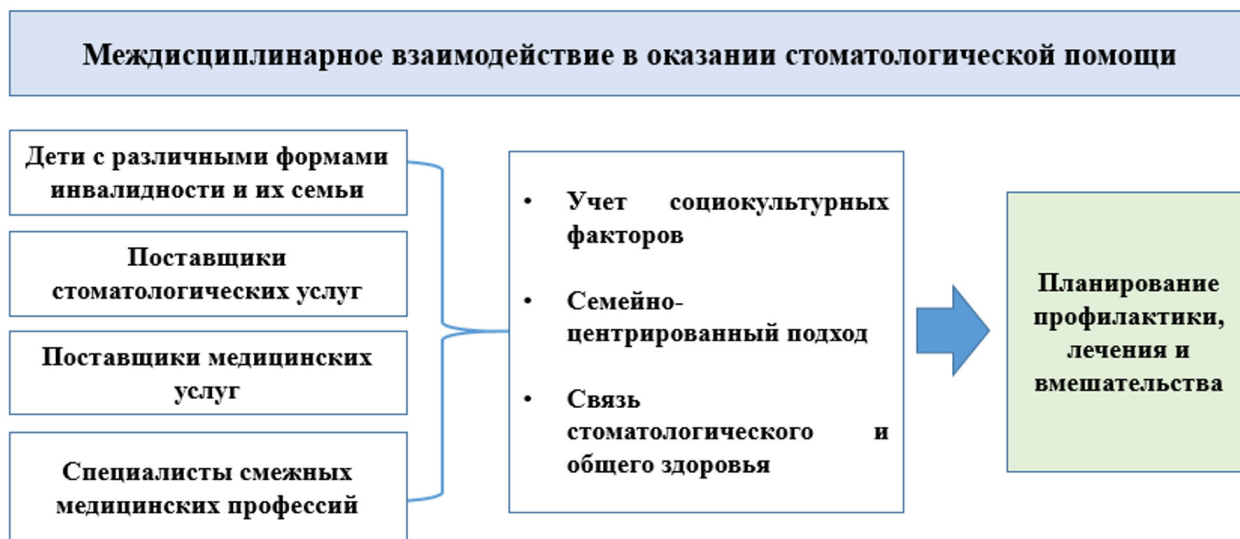 Междисциплинарное взаимодействие в оказании стоматологической помощи
Дети с различными формами
инвалидности и их семьи
Поставщики
стоматологических услуг
Поставщики медицинских
услуг
Специалисты смежных
медицинских профессий
• Учет социокультурных
факторов
• Семейно-
центрированный подход
• Связь
стоматологического и
общего здоровья
Планирование
профилактики,
лечения и
вмешательства